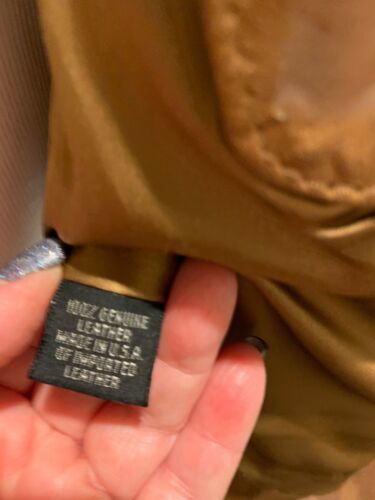 100% GENUINE
LEATHER
MADE IN U.S.A.
OF IMPORTED
LEATHER